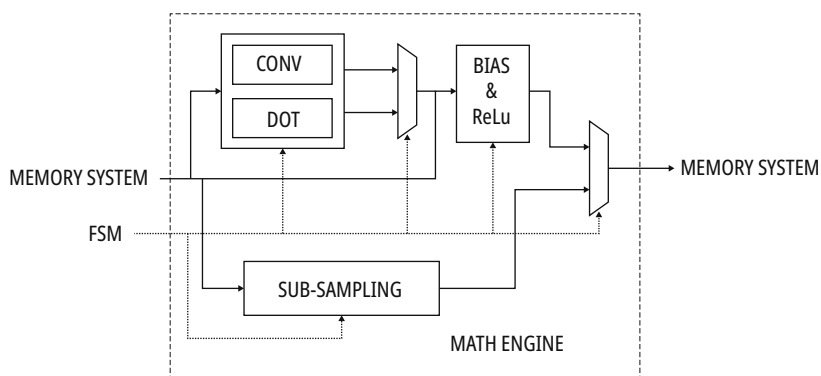 CONV
DOT
BIAS
&
ReLu
MEMORY SYSTEM
MEMORY SYSTEM
FSM
SUB-SAMPLING
MATH ENGINE